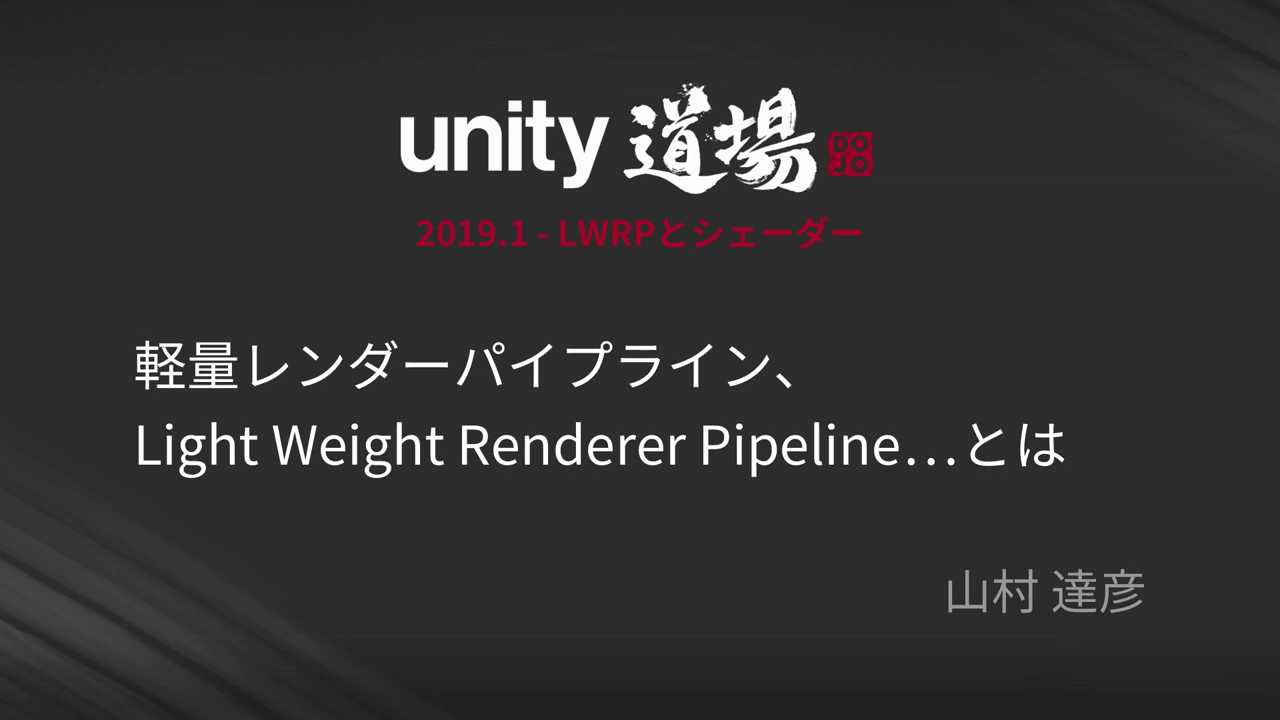 unity 道場 DOJO
2019.1 - LWRPとシェーダー
軽量レンダーパイプライン、
Light Weight Renderer Pipeline…とは
山村 達彦